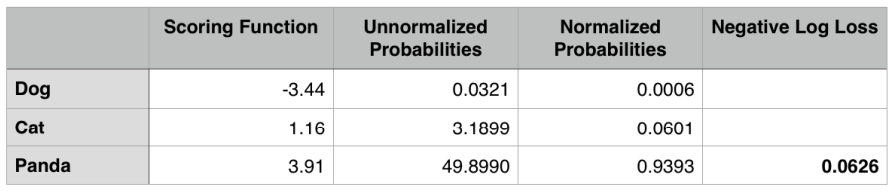 Scoring Function Unnormalized Probabilities Normalized Probabilities Negative Log Loss
Dog -3.44 0.0321 0.0006
Cat 1.16 3.1899 0.0601
Panda 3.91 49.8990 0.9393 0.0626